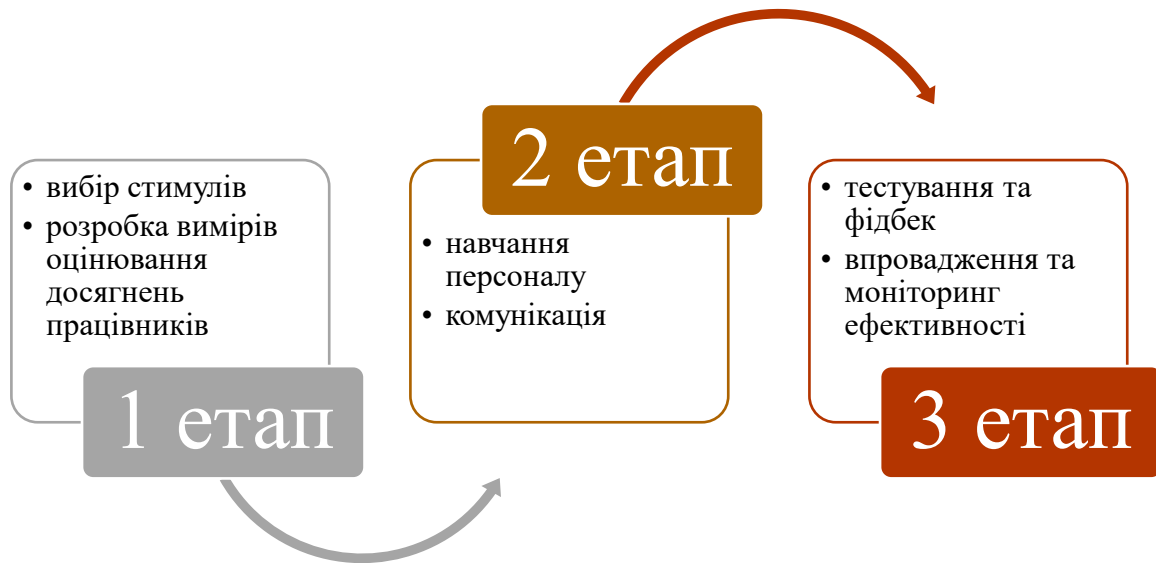 • вибір стимулів
• розробка вимірів
оцінювання
досягнень
працівників
1 етап
2 етап
• навчання
персоналу
• комунікація
• тестування та
фідбек
• впровадження та
моніторинг
ефективності
3 етап